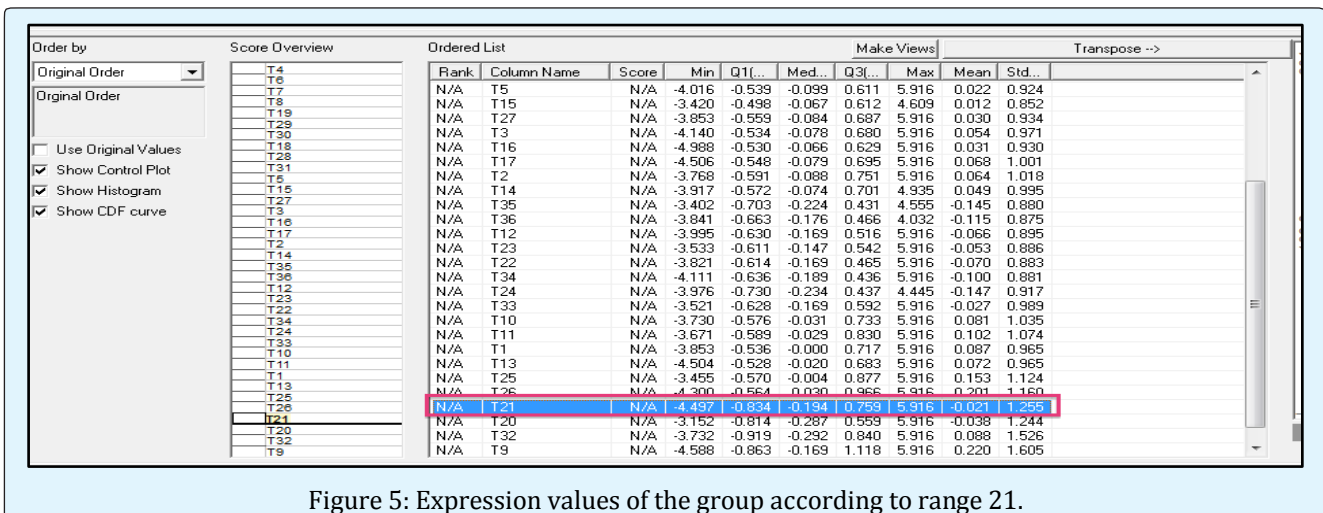 Order by
Score Overview
Ordered List
Make Views
Transpose -->
Original Order
Orginal Order
Use Original Values
Show Control Plot
Show Histogram
Show CDF curve
T4
T6
T7
T8
T19
T29
T30
T18
T28
T31
T5
T15
T27
T3
T16
T17
T2
T14
T35
T36
T12
T23
T22
T34
T24
T33
T10
T11
T1
T13
T25
T26
T21
T20
T32
T9
Rank Column Name Score Min Q1(... Med... Q3(... Max Mean Std...
N/A T5 N/A -4.016 -0.539 -0.099 0.611 5.916 0.022 0.924
N/A T15 N/A -3.420 -0.498 -0.067 0.612 4.609 0.012 0.852
N/A T27 N/A -3.853 -0.559 -0.084 0.687 5.916 0.030 0.934
N/A T3 N/A -4.140 -0.534 -0.078 0.680 5.916 0.054 0.971
N/A T16 N/A -4.988 -0.530 -0.066 0.629 5.916 0.031 0.930
N/A T17 N/A -4.506 -0.548 -0.079 0.695 5.916 0.068 1.001
N/A T2 N/A -3.768 -0.591 -0.088 0.751 5.916 0.064 1.018
N/A T14 N/A -3.917 -0.572 -0.074 0.701 4.935 0.049 0.995
N/A T35 N/A -3.402 -0.703 -0.224 0.431 4.555 -0.145 0.880
N/A T36 N/A -3.841 -0.663 -0.176 0.466 4.032 -0.115 0.875
N/A T12 N/A -3.995 -0.630 -0.169 0.516 5.916 -0.066 0.895
N/A T23 N/A -3.533 -0.611 -0.147 0.542 5.916 -0.053 0.886
N/A T22 N/A -3.821 -0.614 -0.169 0.465 5.916 -0.070 0.883
N/A T34 N/A -4.111 -0.636 -0.189 0.436 5.916 -0.100 0.881
N/A T24 N/A -3.976 -0.730 -0.234 0.437 4.445 -0.147 0.917
N/A T33 N/A -3.521 -0.628 -0.169 0.592 5.916 -0.027 0.989
N/A T10 N/A -3.730 -0.576 -0.031 0.733 5.916 0.081 1.035
N/A T11 N/A -3.671 -0.589 -0.029 0.830 5.916 0.102 1.074
N/A T1 N/A -3.853 -0.536 -0.000 0.717 5.916 0.087 0.965
N/A T13 N/A -4.504 -0.528 -0.020 0.683 5.916 0.072 0.965
N/A T25 N/A -3.455 -0.570 -0.004 0.877 5.916 0.153 1.124
N/A T26 N/A -4.300 -0.564 0.030 0.966 5.916 0.201 1.160
N/A T21 N/A -4.497 -0.834 -0.194 0.759 5.916 -0.021 1.255
N/A T20 N/A -3.152 -0.814 -0.287 0.559 5.916 -0.038 1.244
N/A T32 N/A -3.732 -0.919 -0.292 0.840 5.916 0.088 1.526
N/A T9 N/A -4.588 -0.863 -0.169 1.118 5.916 0.220 1.605
Figure 5: Expression values of the group according to range 21.